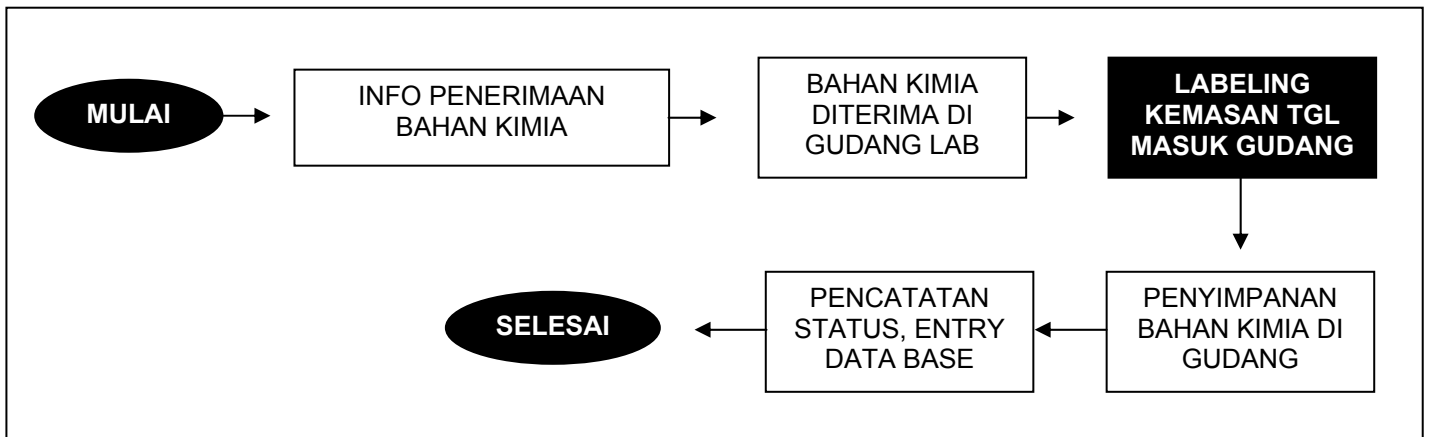 MULAI
INFO PENERIMAAN
BAHAN KIMIA
BAHAN KIMIA
DITERIMA DI
GUDANG LAB
LABELING
KEMASAN TGL
MASUK GUDANG
PENYIMPANAN
BAHAN KIMIA DI
GUDANG
PENCATATAN
STATUS, ENTRY
DATA BASE
SELESAI